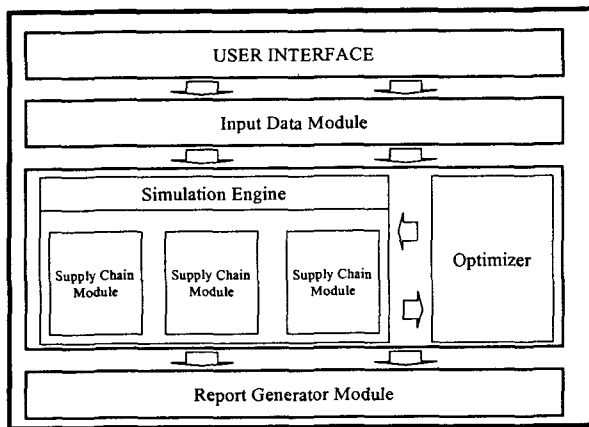 USER INTERFACE
Input Data Module
Simulation Engine
Supply Chain
Module
Supply Chain
Module
Supply Chain
Module
Optimizer
Report Generator Module